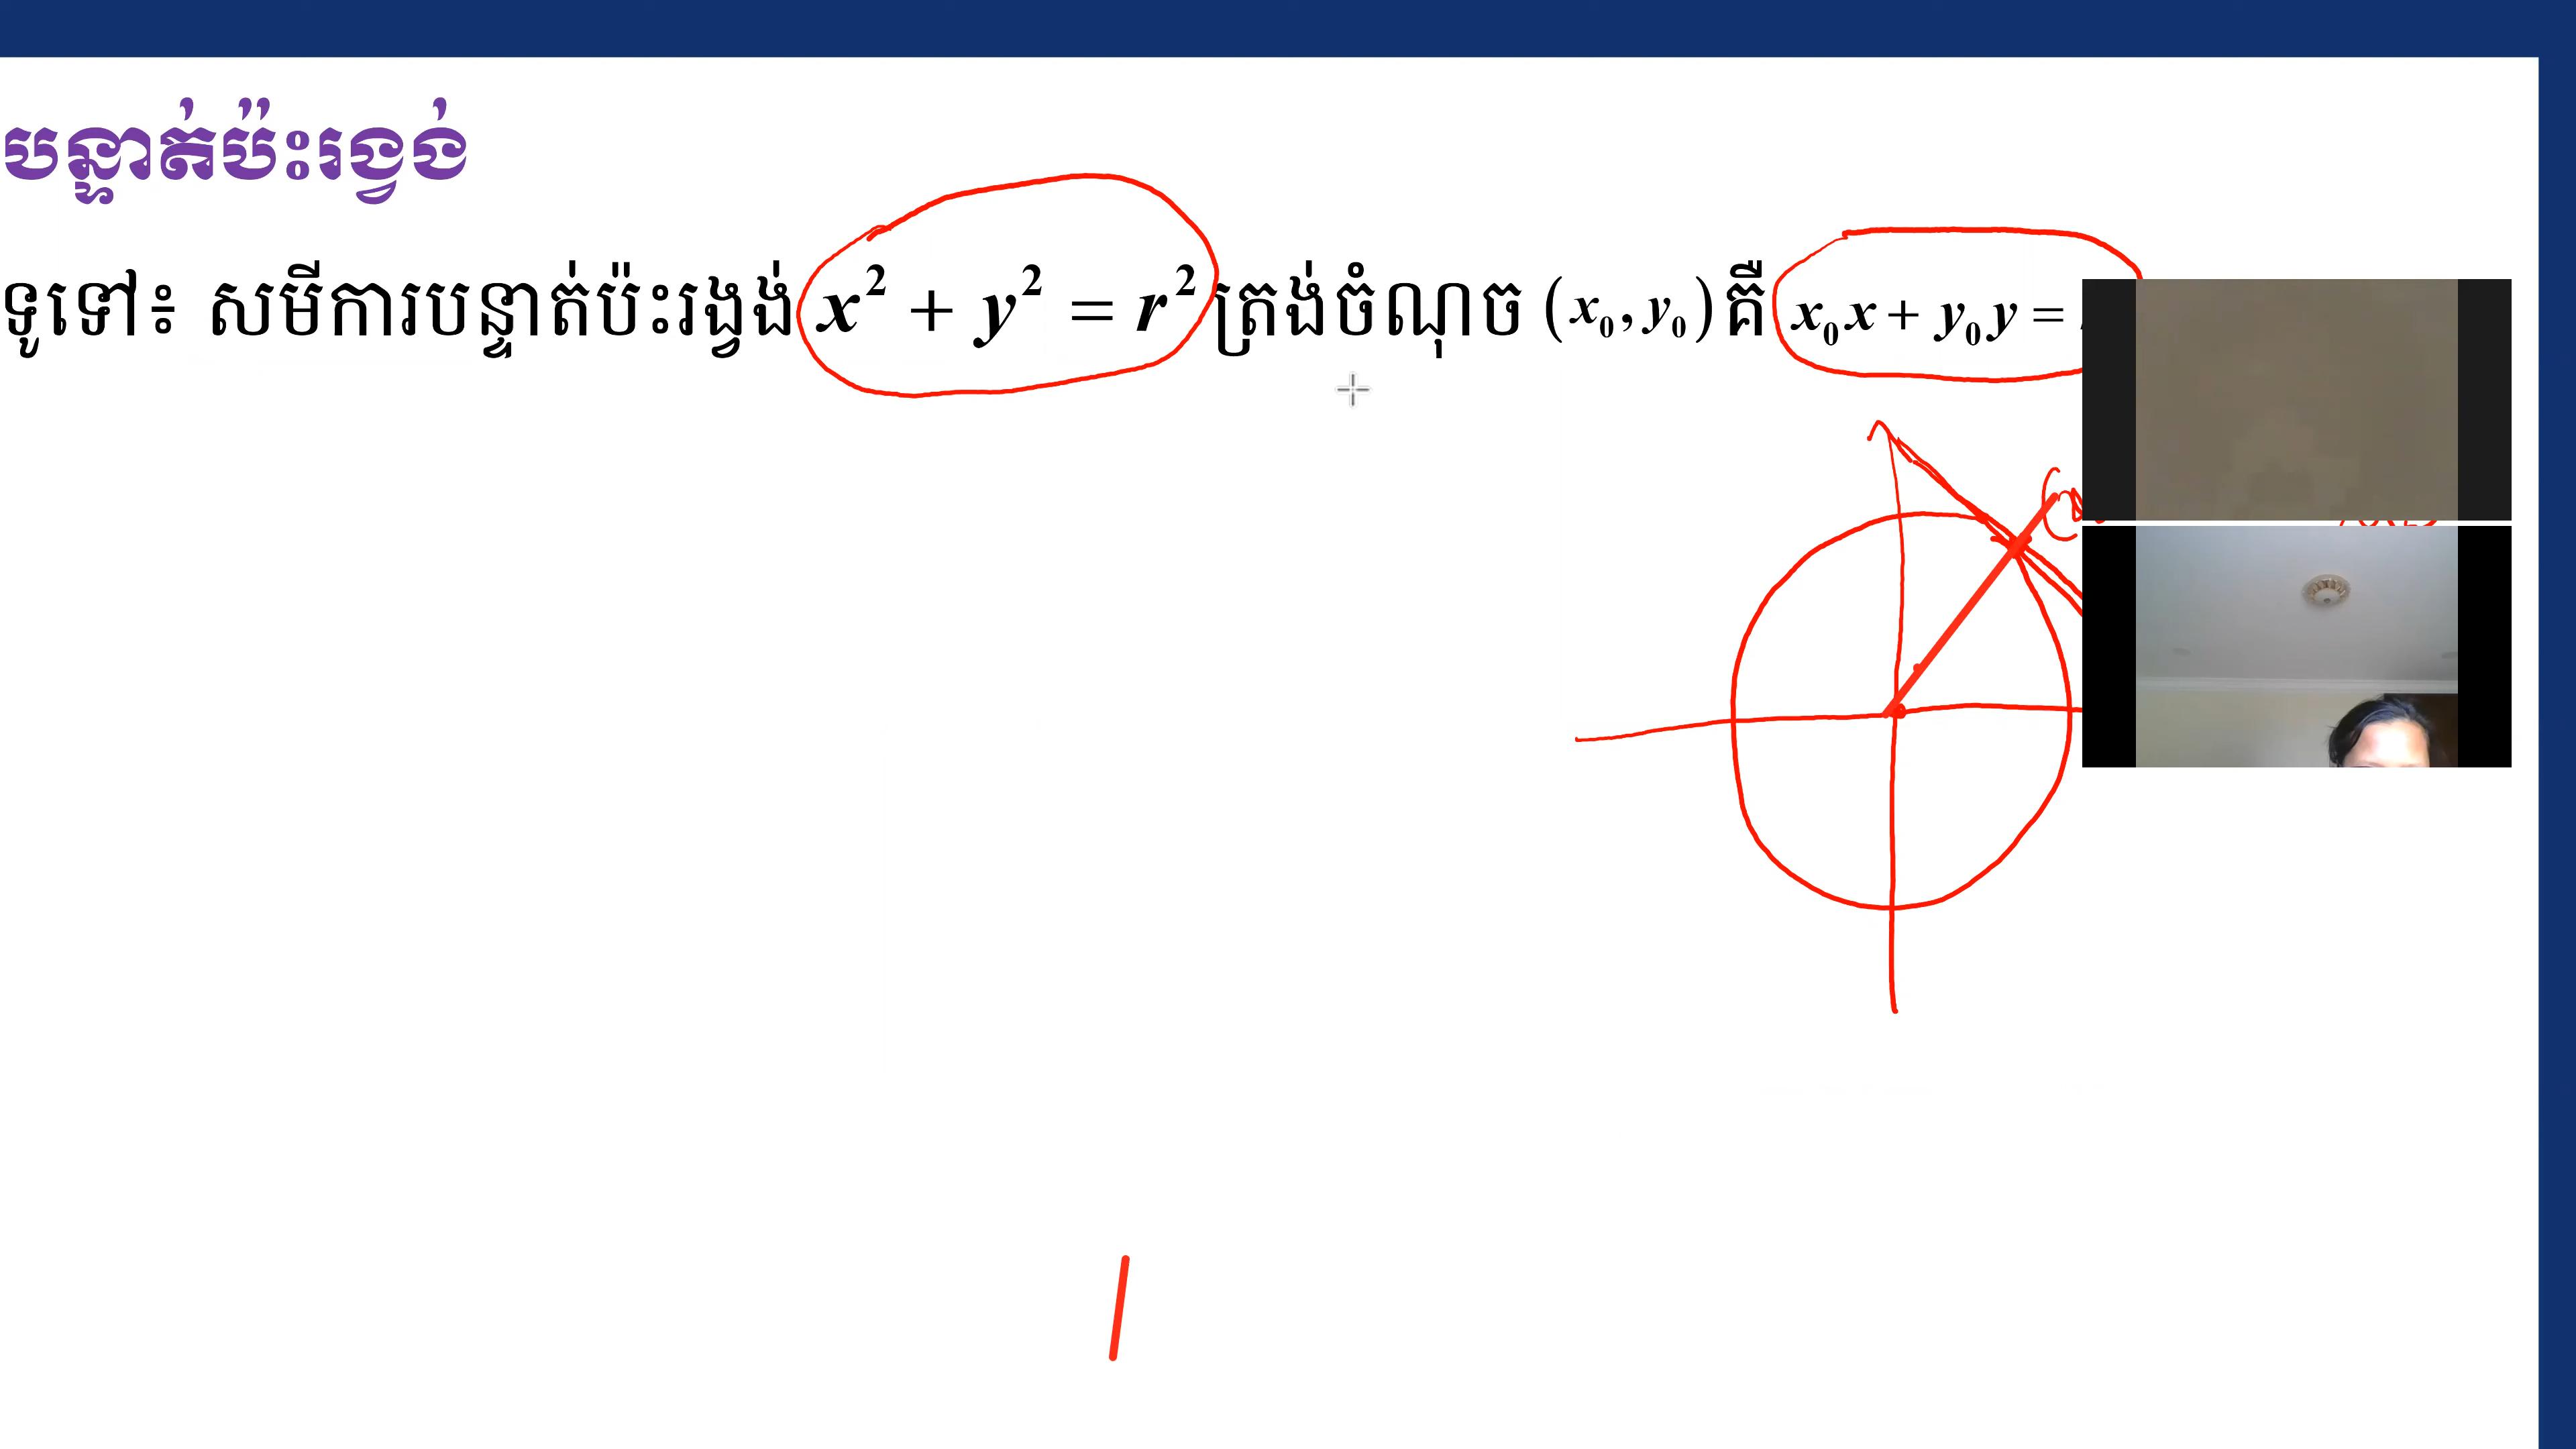 បន្ទាត់ប៉ះរង្វង់
ទូទៅ៖ សមីការបន្ទាត់ប៉ះរង្វង់ x² + y² = r² ត្រង់ចំណុច (x₀, y₀) គឺ x₀x + y₀y =